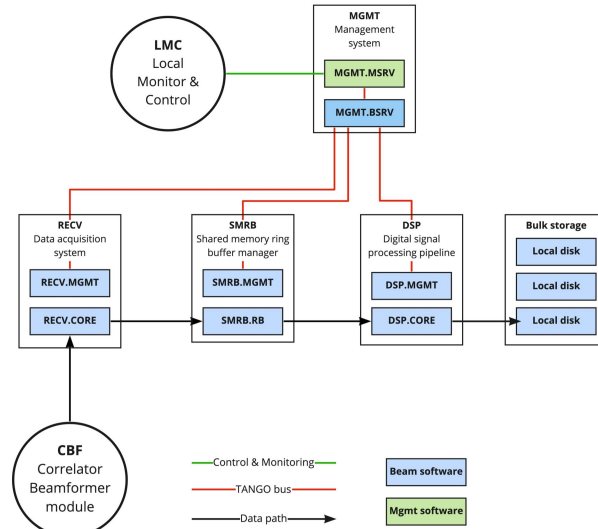 MGMT
Management
system
LMC
Local
Monitor &
Control
MGMT.MSRV
MGMT.BSRV
RECV
Data acquisition
system
RECV.MGMT
RECV.CORE
SMRB
Shared memory ring
buffer manager
SMRB.MGMT
SMRB.RB
DSP
Digital signal
processing pipeline
DSP.MGMT
DSP.CORE
Bulk storage
Local disk
Local disk
Local disk
CBF
Correlator
Beamformer
module
Control & Monitoring
TANGO bus
Data path
Beam software
Mgmt software